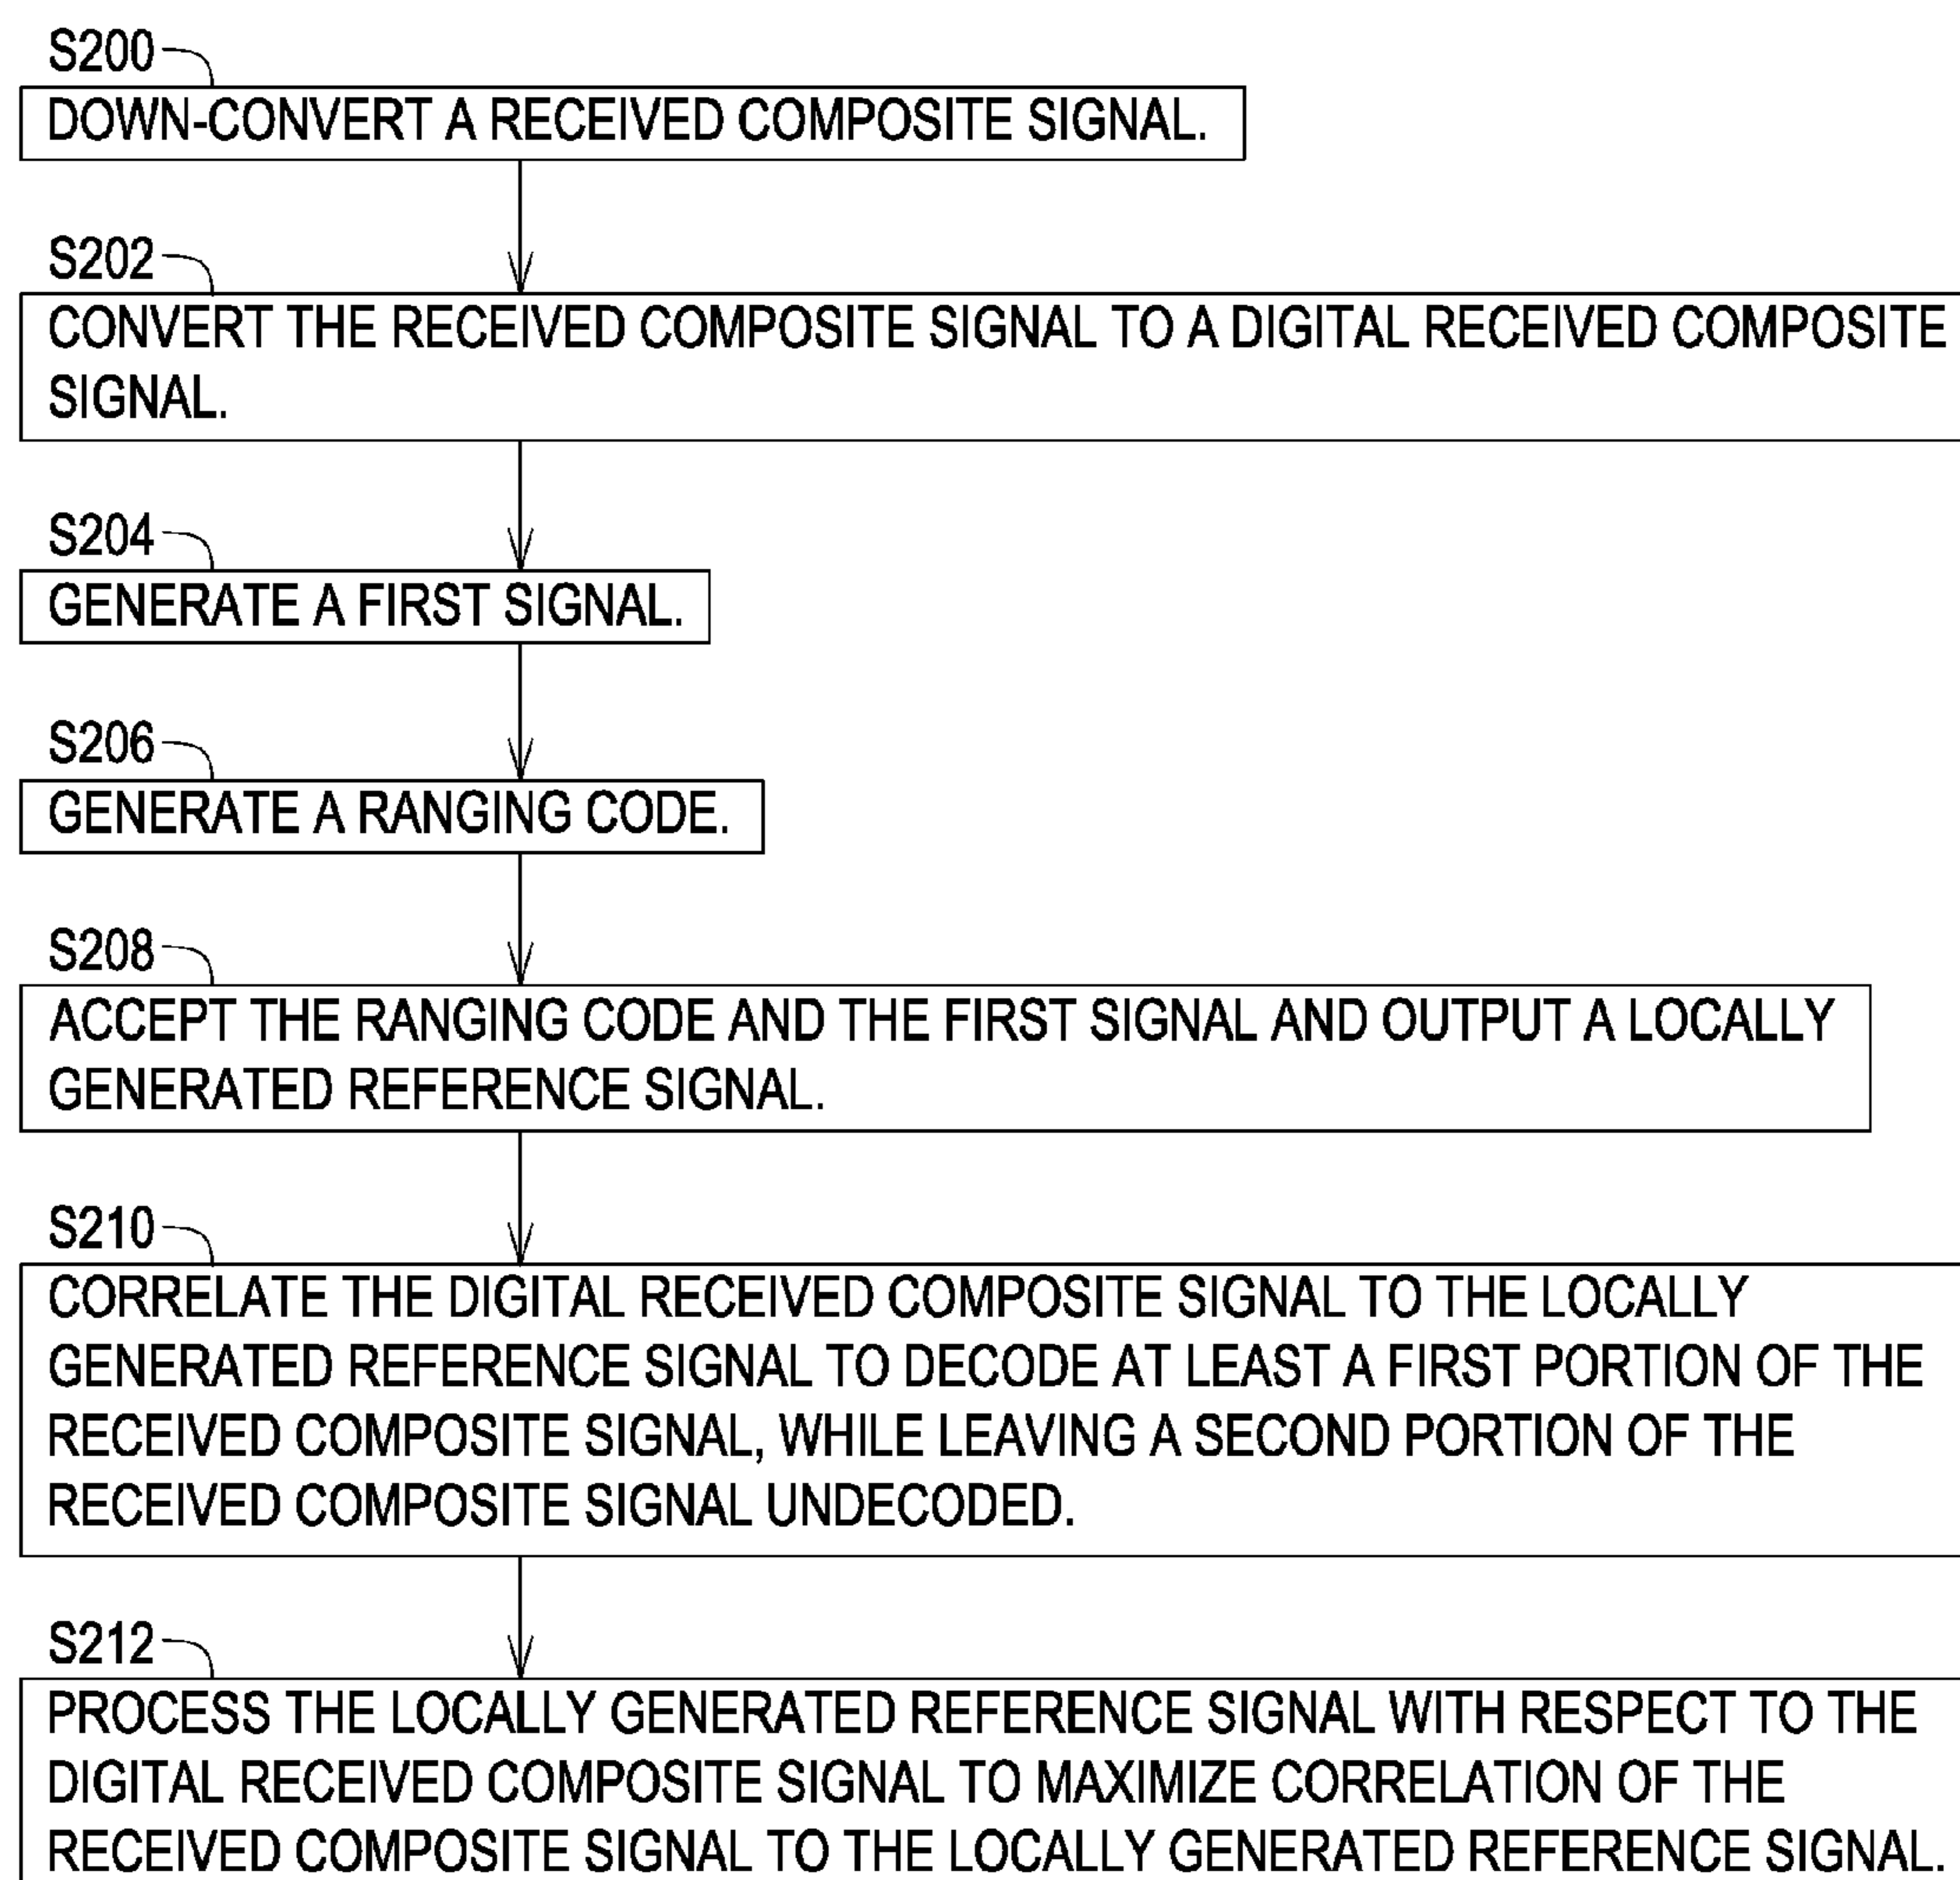 S200
DOWN-CONVERT A RECEIVED COMPOSITE SIGNAL.
S202
CONVERT THE RECEIVED COMPOSITE SIGNAL TO A DIGITAL RECEIVED COMPOSITE
SIGNAL.
S204
GENERATE A FIRST SIGNAL.
S206
GENERATE A RANGING CODE.
S208
ACCEPT THE RANGING CODE AND THE FIRST SIGNAL AND OUTPUT A LOCALLY
GENERATED REFERENCE SIGNAL.
S210
CORRELATE THE DIGITAL RECEIVED COMPOSITE SIGNAL TO THE LOCALLY
GENERATED REFERENCE SIGNAL TO DECODE AT LEAST A FIRST PORTION OF THE
RECEIVED COMPOSITE SIGNAL, WHILE LEAVING A SECOND PORTION OF THE
RECEIVED COMPOSITE SIGNAL UNDECODED.
S212
PROCESS THE LOCALLY GENERATED REFERENCE SIGNAL WITH RESPECT TO THE
DIGITAL RECEIVED COMPOSITE SIGNAL TO MAXIMIZE CORRELATION OF THE
RECEIVED COMPOSITE SIGNAL TO THE LOCALLY GENERATED REFERENCE SIGNAL.